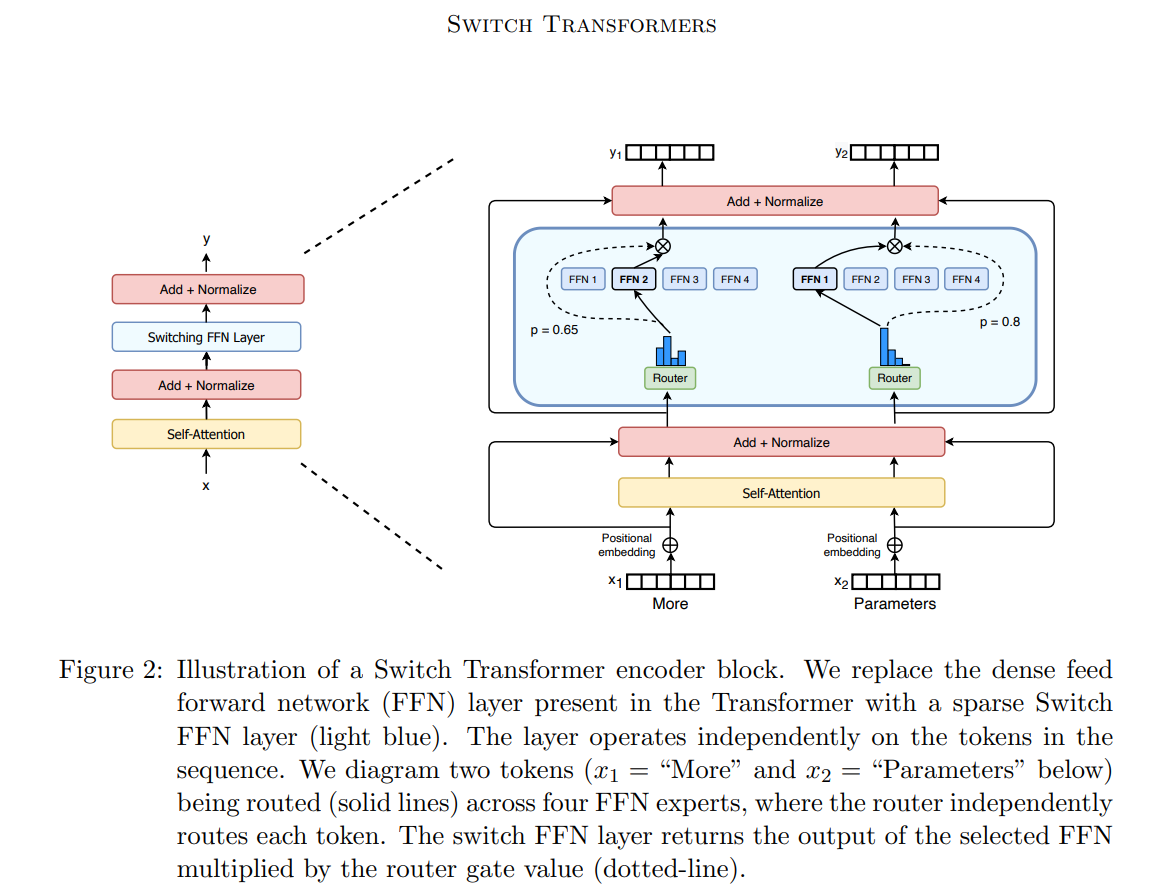 SWITCH TRANSFORMERS
y
Add + Normalize
Switching FFN Layer
Add + Normalize
Self-Attention
x
y1
y2
Add + Normalize
FFN 1 FFN 2 FFN 3 FFN 4
FFN 1 FFN 2 FFN 3 FFN 4
p = 0.65
p = 0.8
Router
Router
Add + Normalize
Self-Attention
Positional
embedding
Positional
embedding
x1
x2
More
Parameters
Figure 2: Illustration of a Switch Transformer encoder block. We replace the dense feed
forward network (FFN) layer present in the Transformer with a sparse Switch
FFN layer (light blue). The layer operates independently on the tokens in the
sequence. We diagram two tokens (x1 = “More” and x2 = “Parameters” below)
being routed (solid lines) across four FFN experts, where the router independently
routes each token. The switch FFN layer returns the output of the selected FFN
multiplied by the router gate value (dotted-line).